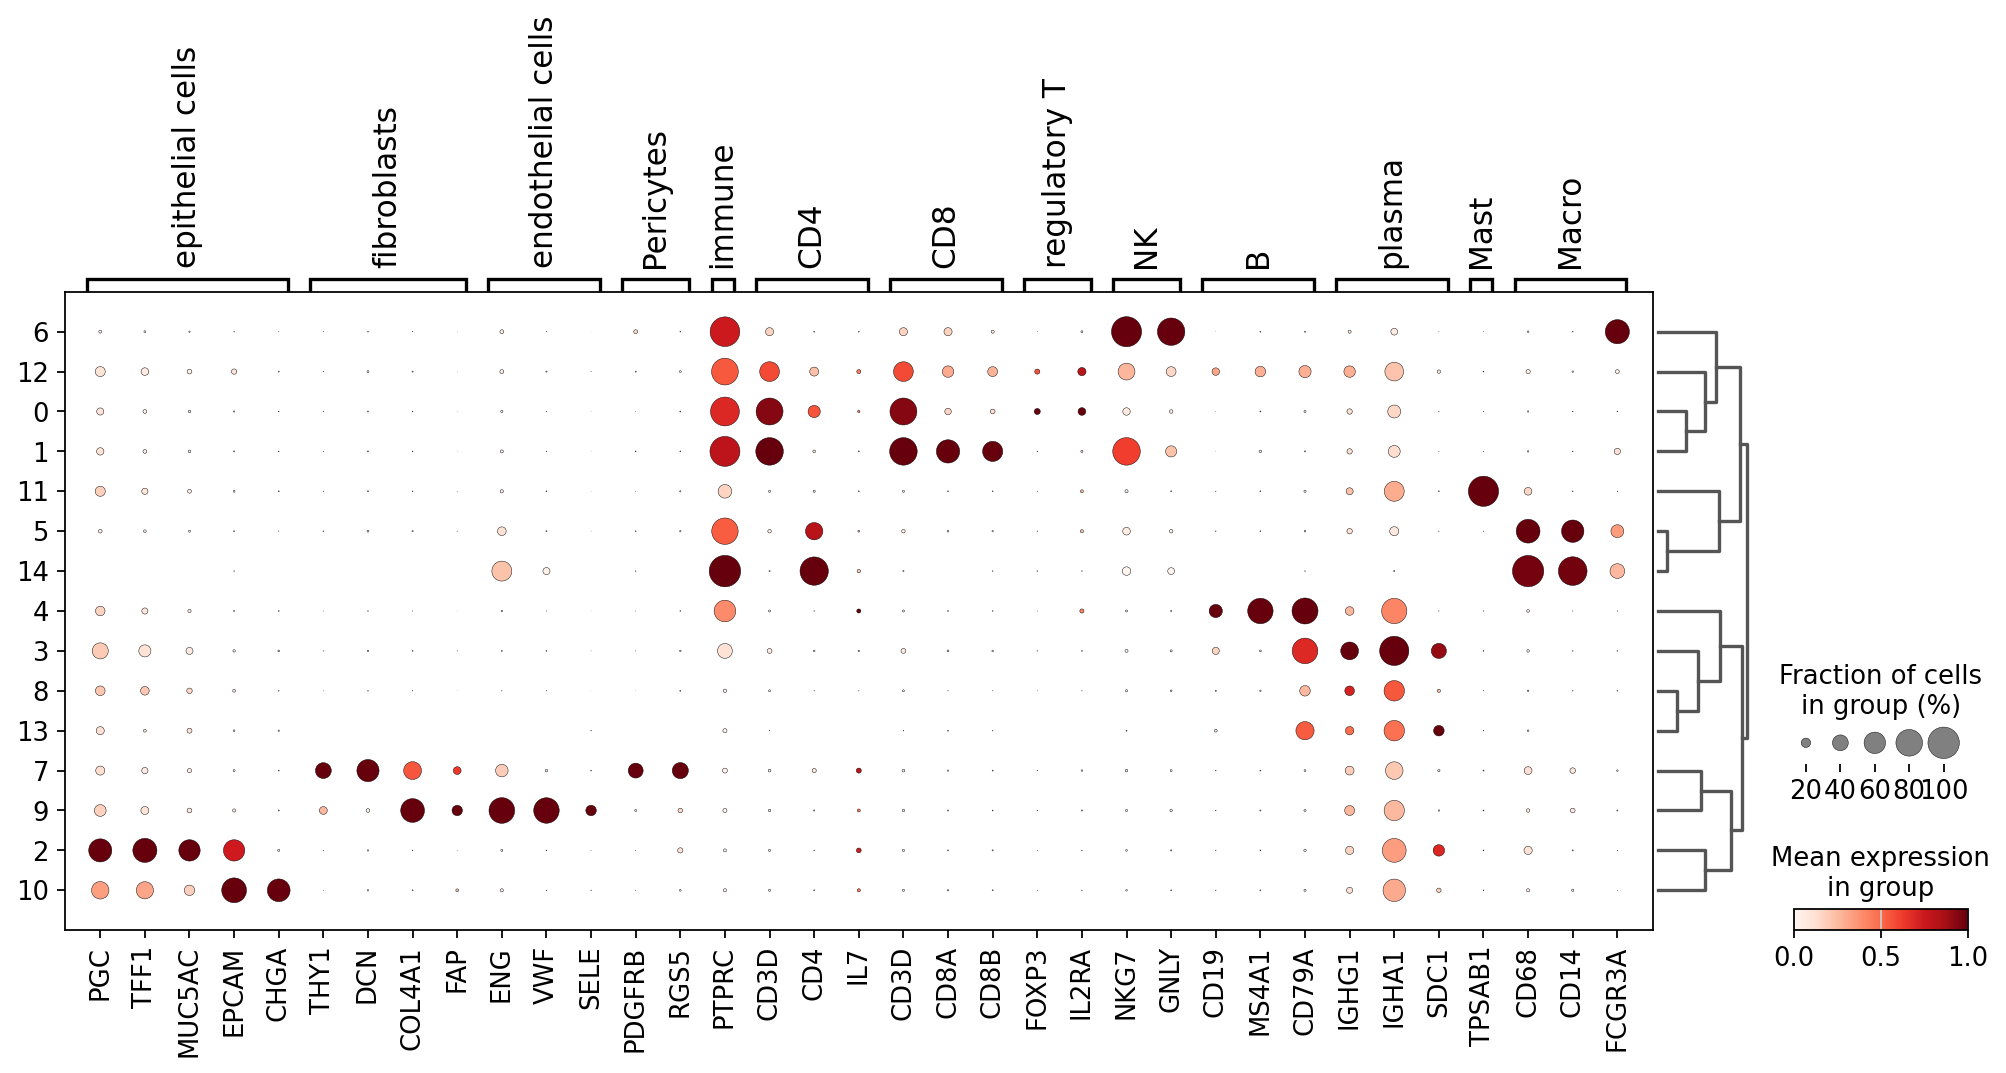 epithelial cells
fibroblasts
endothelial cells
Pericytes
immune
CD4
CD8
regulatory T
NK
B
plasma
Mast
Macro
6
12
0
1
11
5
14
4
3
8
13
7
9
2
10
PGC
TFF1
MUC5AC
EPCAM
CHGA
THY1
DCN
COL4A1
FAP
ENG
VWF
SELE
PDGFRB
RGS5
PTPRC
CD3D
CD4
IL7
CD3D
CD8A
CD8B
FOXP3
IL2RA
NKG7
GNLY
CD19
MS4A1
CD79A
IGHG1
IGHA1
SDC1
TPSAB1
CD68
CD14
FCGR3A
Fraction of cells
in group (%)
20 40 60 80 100
Mean expression
in group
0.0 0.5 1.0